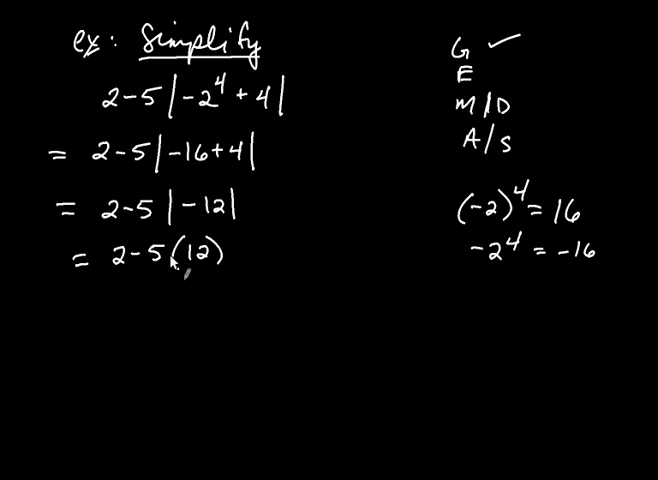 ex: Simplify
2-5|-2⁴+4|
= 2-5|-16+4|
= 2-5|-12|
= 2-5(12)
G ✓
E
M/D
A/S
(-2)⁴ = 16
-2⁴ = -16